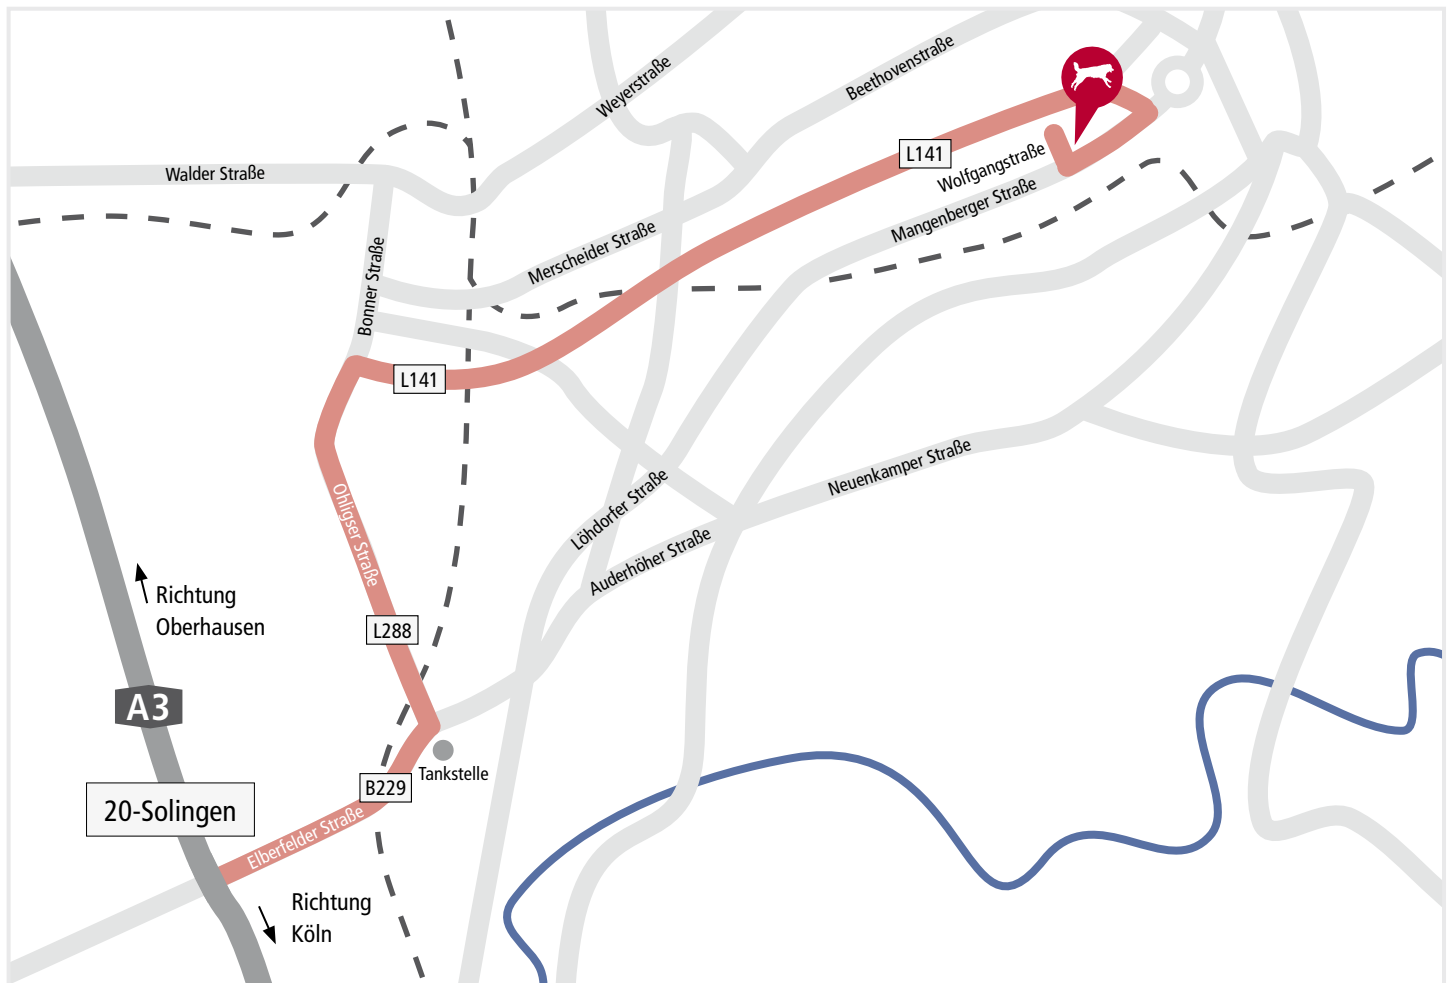 Weyerstraße
Beethovenstraße
Walder Straße
L141
Wolfgangstraße
Mangenberger Straße
Merscheider Straße
Bonner Straße
L141
Neuenkamper Straße
Ohligser Straße
Löhdorfer Straße
Auderhöher Straße
Richtung
Oberhausen
L288
A3
Tankstelle
B229
20-Solingen
Elberfelder Straße
Richtung
Köln